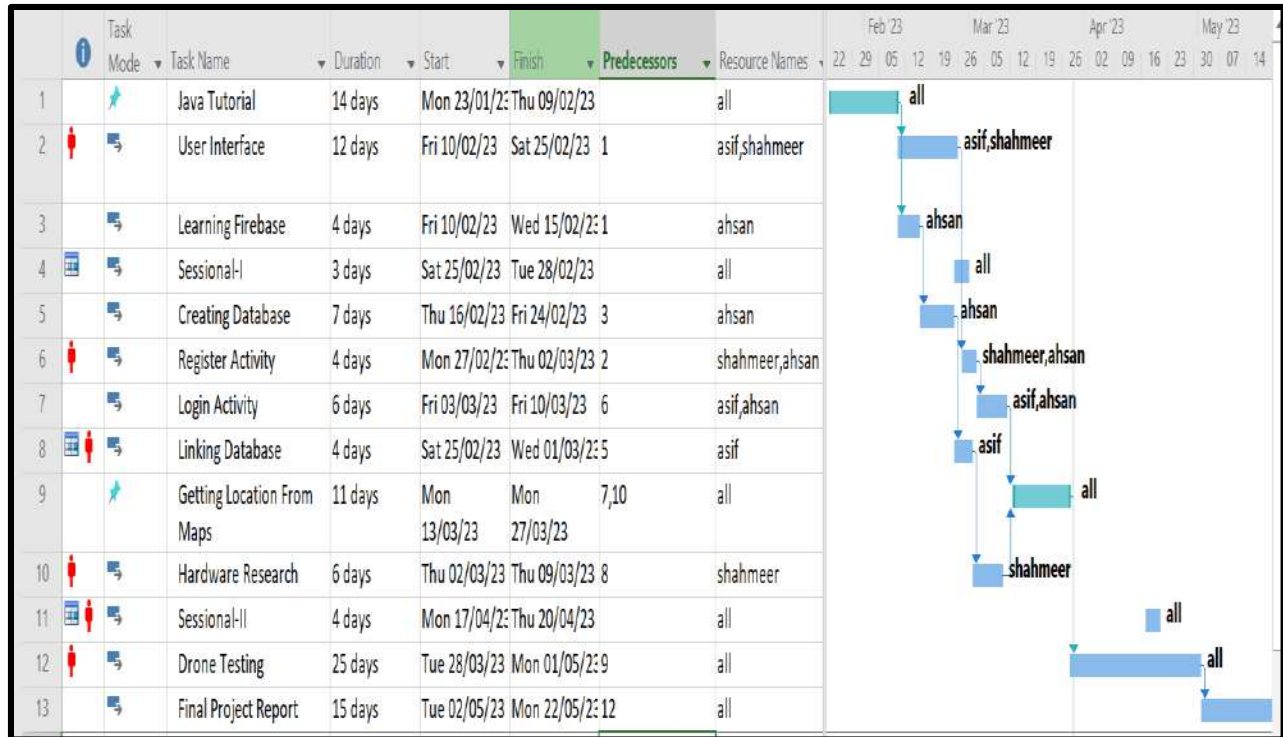 Feb '23 Mar '23 Apr '23 May '23
Task Mode Task Name Duration Start Finish Predecessors Resource Names 22 29 05 12 19 26 05 12 19 26 02 09 16 23 30 07 14
1 Java Tutorial 14 days Mon 23/01/23 Thu 09/02/23 all all
2 User Interface 12 days Fri 10/02/23 Sat 25/02/23 1 asif,shahmeer asif,shahmeer
3 Learning Firebase 4 days Fri 10/02/23 Wed 15/02/23 1 ahsan ahsan
4 Sessional-I 3 days Sat 25/02/23 Tue 28/02/23 all all
5 Creating Database 7 days Thu 16/02/23 Fri 24/02/23 3 ahsan ahsan
6 Register Activity 4 days Mon 27/02/23 Thu 02/03/23 2 shahmeer,ahsan shahmeer,ahsan
7 Login Activity 6 days Fri 03/03/23 Fri 10/03/23 6 asif,ahsan asif,ahsan
8 Linking Database 4 days Sat 25/02/23 Wed 01/03/23 5 asif asif
9 Getting Location From 11 days Mon Mon 7,10 all all
Maps 13/03/23 27/03/23
10 Hardware Research 6 days Thu 02/03/23 Thu 09/03/23 8 shahmeer shahmeer
11 Sessional-II 4 days Mon 17/04/23 Thu 20/04/23 all all
12 Drone Testing 25 days Tue 28/03/23 Mon 01/05/23 9 all all
13 Final Project Report 15 days Tue 02/05/23 Mon 22/05/23 12 all